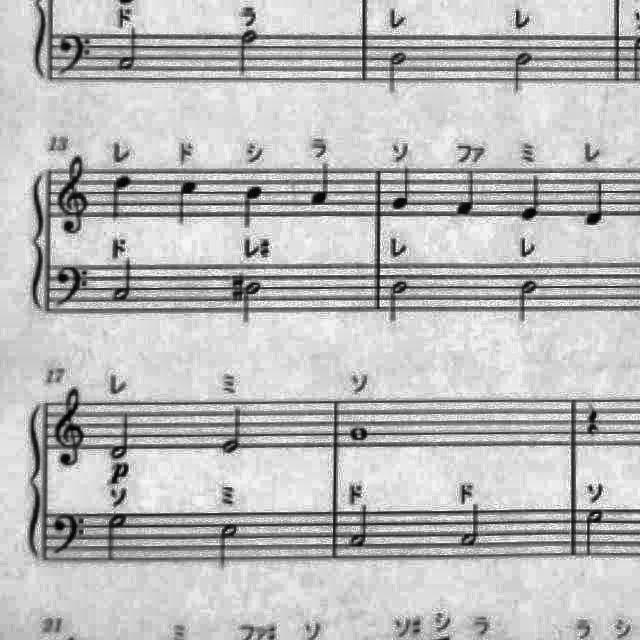 ド ラ レ レ
13 レ ド シ ラ ソ ファ ミ レ
ド レ# レ レ
17 レ ミ ソ
p
ソ ミ ド ド ソ
ミ ファ# ソ ソ# シ ラ ラ シ